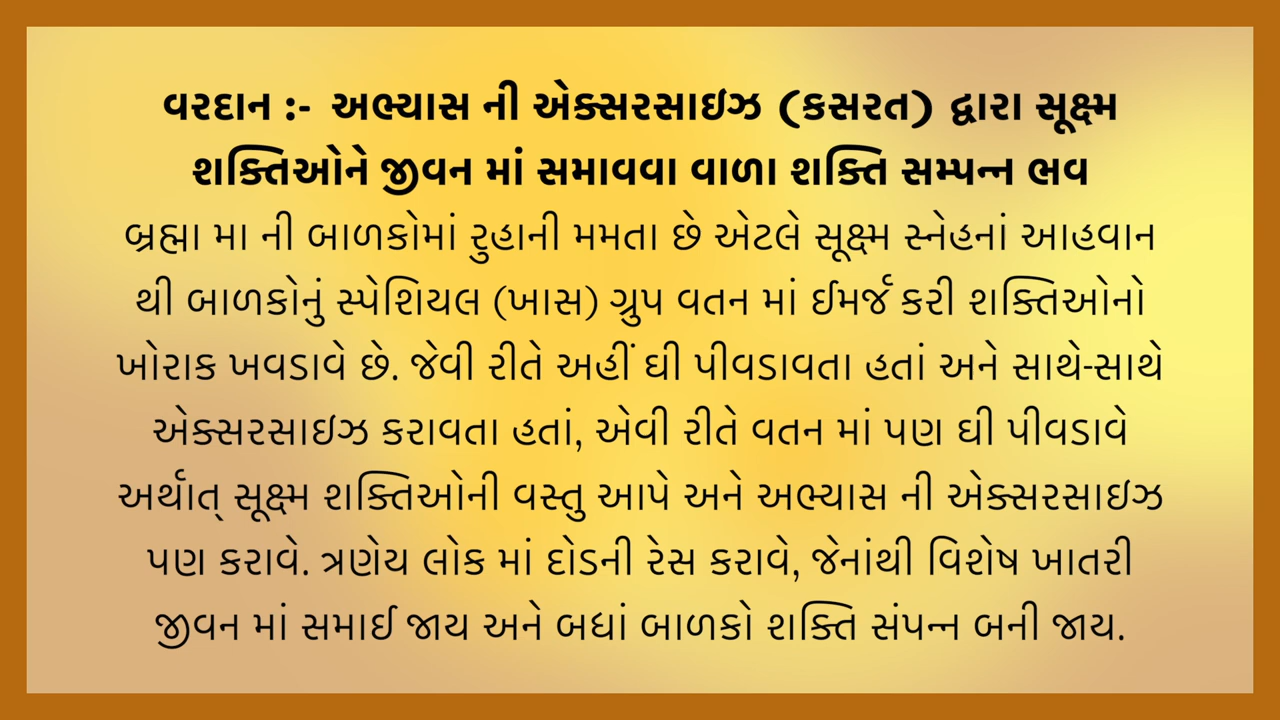 વરદાન :- અભ્યાસ ની એક્સરસાઇઝ (કસરત) દ્વારા સૂક્ષ્મ
શક્તિઓને જીવન માં સમાવવા વાળા શક્તિ સમ્પન્ન ભવ
બ્રહ્મા મા ની બાળકોમાં રુહાની મમતા છે એટલે સૂક્ષ્મ સ્નેહનાં આહવાન
થી બાળકોનું સ્પેશિયલ (ખાસ) ગ્રુપ વતન માં ઈમર્જ કરી શક્તિઓનો
ખોરાક ખવડાવે છે. જેવી રીતે અહીં ઘી પીવડાવતા હતાં અને સાથે-સાથે
એક્સરસાઇઝ કરાવતા હતાં, એવી રીતે વતન માં પણ ઘી પીવડાવે
અર્થાત્ સૂક્ષ્મ શક્તિઓની વસ્તુ આપે અને અભ્યાસ ની એક્સરસાઇઝ
પણ કરાવે. ત્રણેય લોક માં દોડની રેસ કરાવે, જેનાંથી વિશેષ ખાતરી
જીવન માં સમાઈ જાય અને બધાં બાળકો શક્તિ સંપન્ન બની જાય.